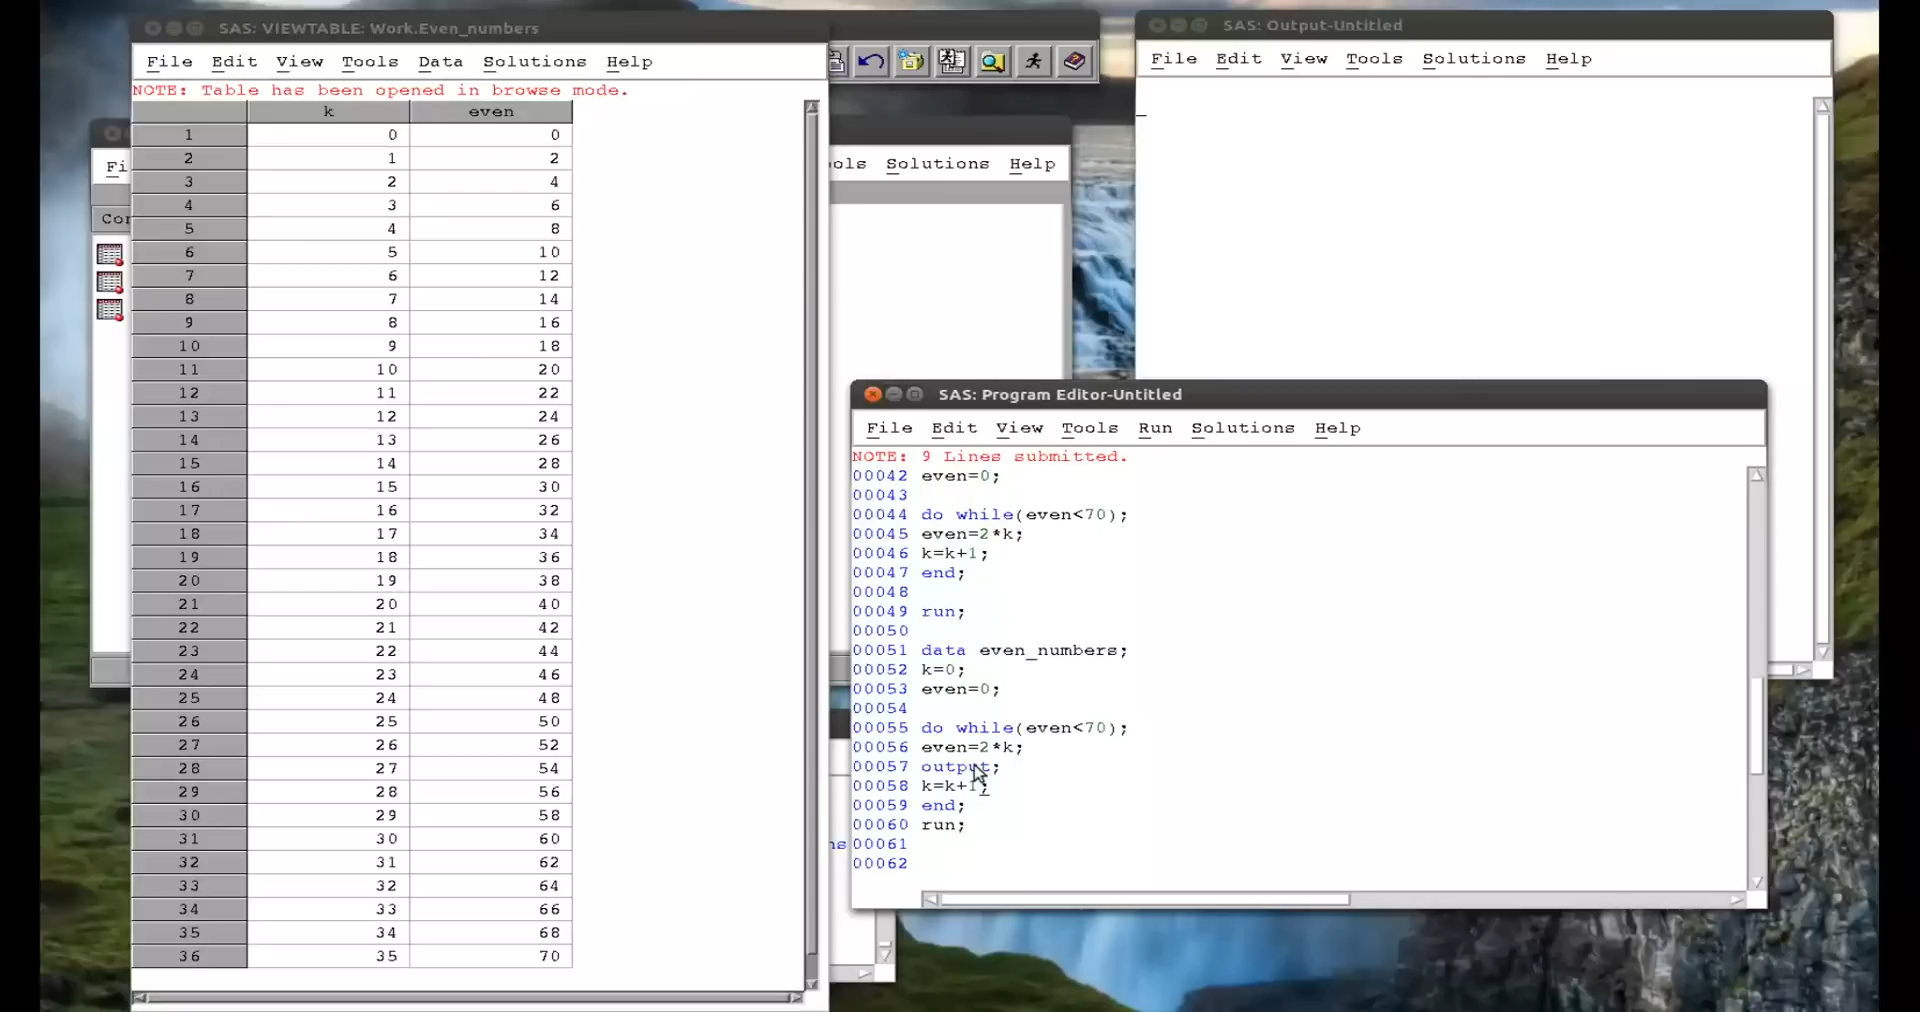 SAS: VIEWTABLE: Work.Even_numbers
File Edit View Tools Data Solutions Help
NOTE: Table has been opened in browse mode.
k even
1 0 0
2 1 2
3 2 4
4 3 6
5 4 8
6 5 10
7 6 12
8 7 14
9 8 16
10 9 18
11 10 20
12 11 22
13 12 24
14 13 26
15 14 28
16 15 30
17 16 32
18 17 34
19 18 36
20 19 38
21 20 40
22 21 42
23 22 44
24 23 46
25 24 48
26 25 50
27 26 52
28 27 54
29 28 56
30 29 58
31 30 60
32 31 62
33 32 64
34 33 66
35 34 68
36 35 70
Fi
Con
ols Solutions Help
ns
SAS: Output-Untitled
File Edit View Tools Solutions Help
SAS: Program Editor-Untitled
File Edit View Tools Run Solutions Help
NOTE: 9 Lines submitted.
00042 even=0;
00043
00044 do while(even<70);
00045 even=2*k;
00046 k=k+1;
00047 end;
00048
00049 run;
00050
00051 data even_numbers;
00052 k=0;
00053 even=0;
00054
00055 do while(even<70);
00056 even=2*k;
00057 output;
00058 k=k+1;
00059 end;
00060 run;
00061
00062